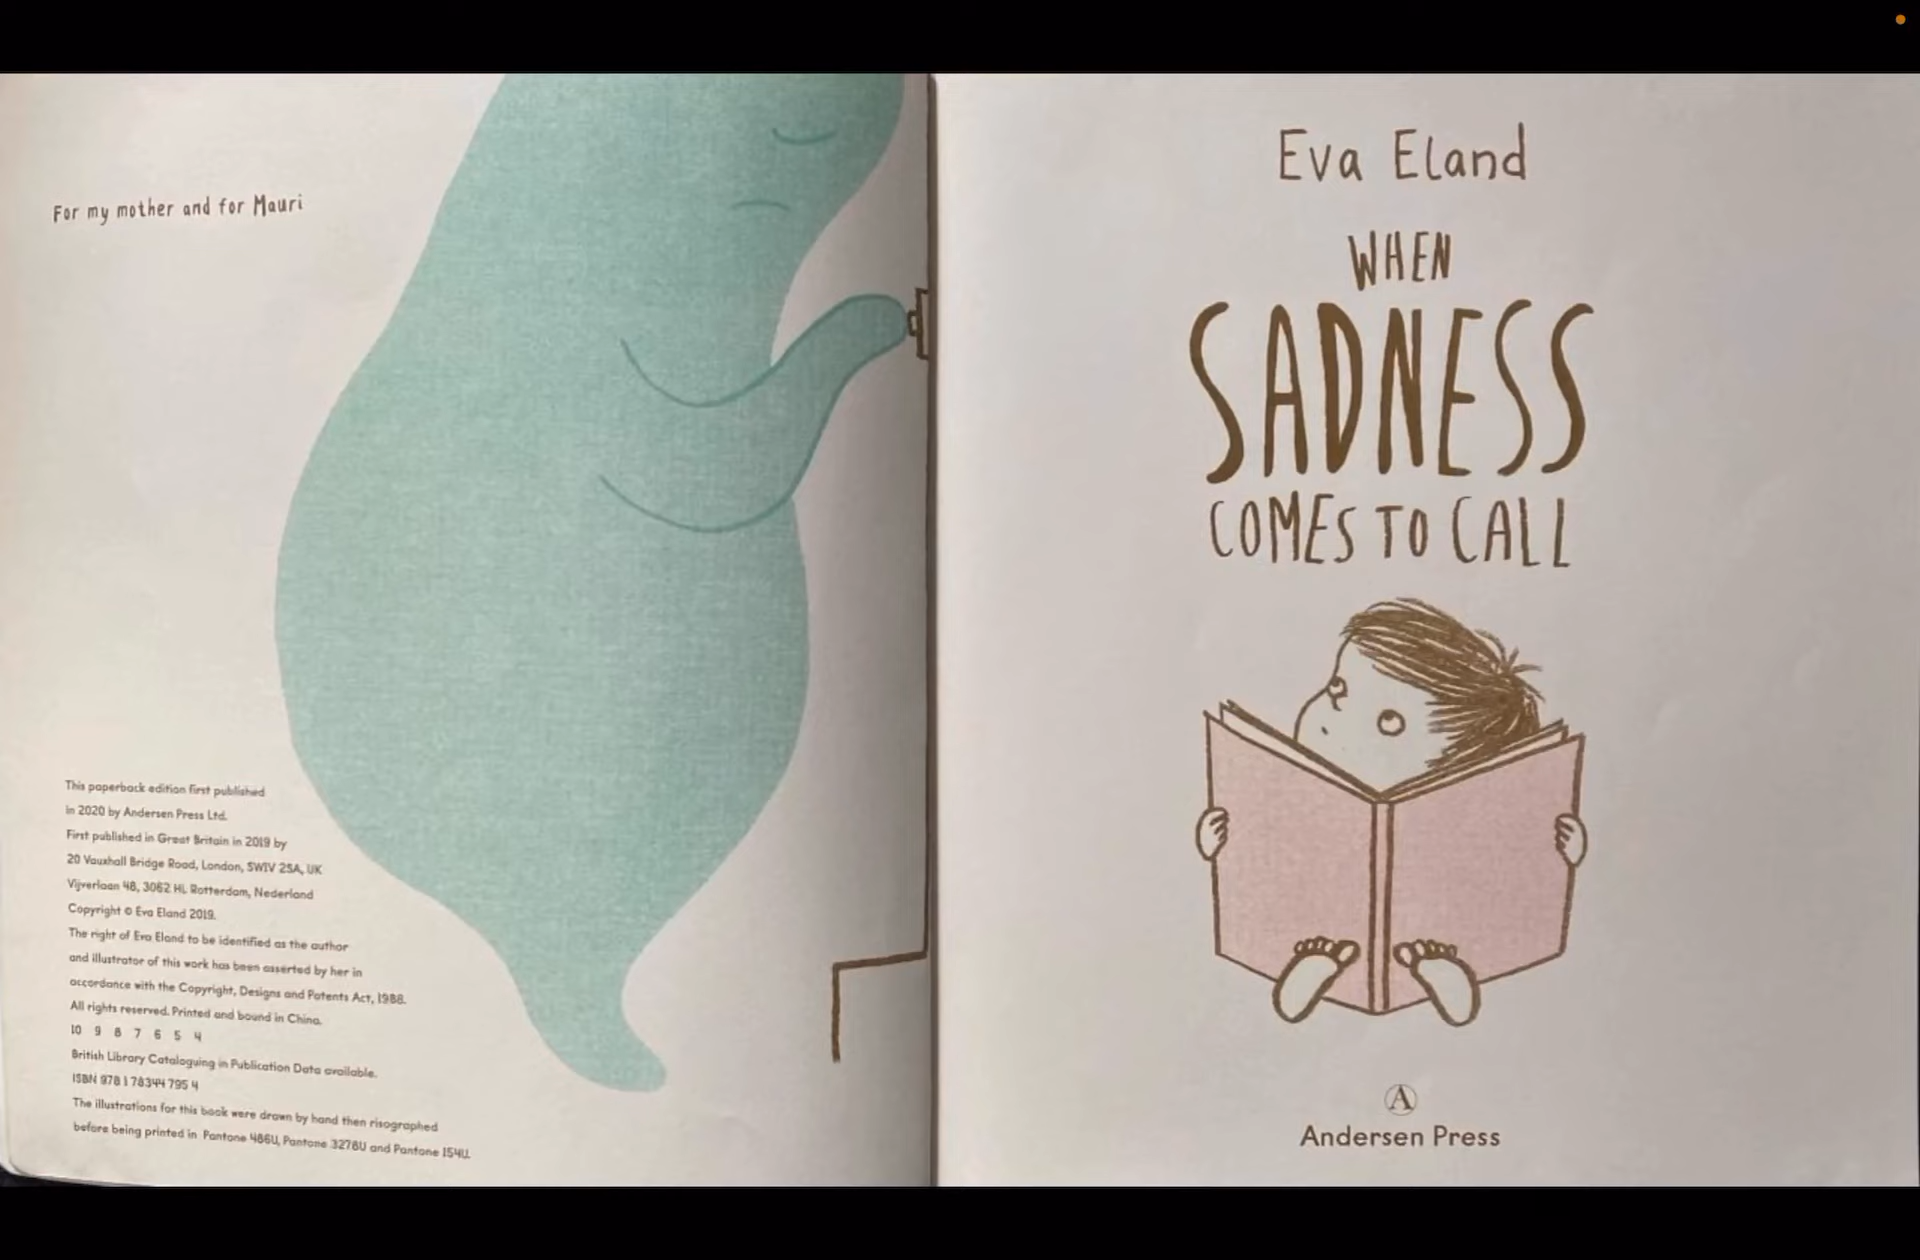 For my mother and for Mauri
This paperback edition first published
in 2020 by Andersen Press Ltd.
First published in Great Britain in 2019 by
20 Vauxhall Bridge Road, London, SW1V 2SA, UK
Vijverlaan 48, 3062 HL Rotterdam, Nederland
Copyright © Eva Eland 2019.
The right of Eva Eland to be identified as the author
and illustrator of this work has been asserted by her in
accordance with the Copyright, Designs and Patents Act, 1988.
All rights reserved. Printed and bound in China.
10 9 8 7 6 5 4
British Library Cataloguing in Publication Data available.
ISBN 978 1 78344 795 4
The illustrations for this book were drawn by hand then risographed
before being printed in Pantone 486U, Pantone 3278U and Pantone 154U.
Eva Eland
WHEN
SADNESS
COMES TO CALL
A
Andersen Press